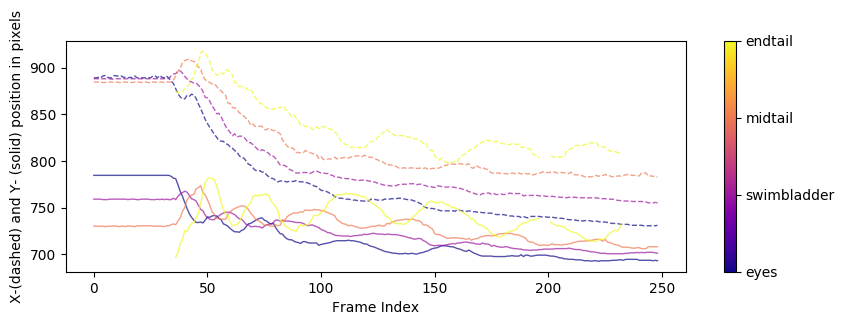 X-(dashed) and Y- (solid) position in pixels
900
850
800
750
700
0 50 100 150 200 250
Frame Index
endtail
midtail
swimbladder
eyes